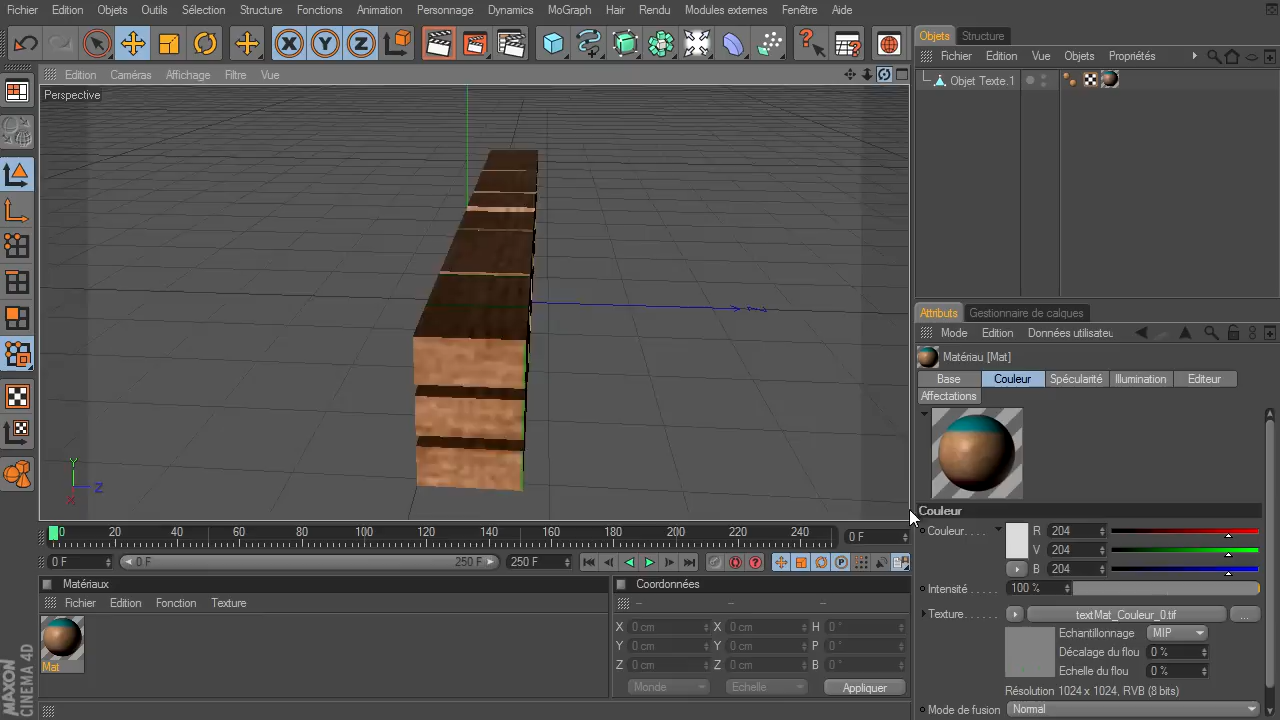 Fichier Edition Objets Outils Sélection Structure Fonctions Animation Personnage Dynamics MoGraph Hair Rendu Modules externes Fenêtre Aide
X Y Z
Objets Structure
Fichier Edition Vue Objets Propriétés
Edition Caméras Affichage Filtre Vue
Objet Texte.1
Perspective
Y
Z
X
Attributs Gestionnaire de calques
Mode Edition Données utilisateu
Matériau [Mat]
Base Couleur Spécularité Illumination Editeur
Affectations
Couleur
Couleur. . . . R 204
V 204
B 204
Intensité . . . . . 100 %
Texture . . . . . textMat_Couleur_0.tif ...
Echantillonnage MIP
Décalage du flou 0 %
Echelle du flou 0 %
Résolution 1024 x 1024, RVB (8 bits)
Mode de fusion Normal
0 20 40 60 80 100 120 140 160 180 200 220 240 0 F
0 F 0 F 250 F 250 F
Matériaux
Fichier Edition Fonction Texture
Mat
Coordonnées
-- -- --
X 0 cm X 0 cm H 0 °
Y 0 cm Y 0 cm P 0 °
Z 0 cm Z 0 cm B 0 °
Monde Echelle Appliquer
MAXON
CINEMA 4D